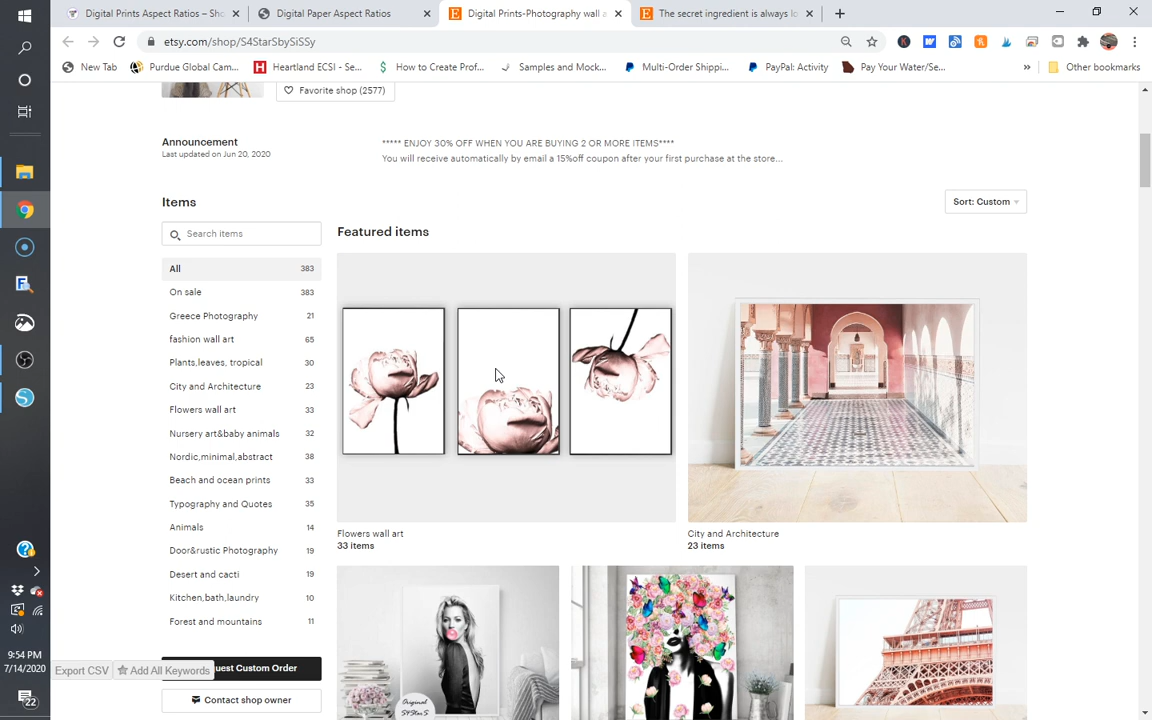 Digital Prints Aspect Ratios – Sho
Digital Paper Aspect Ratios
Digital Prints-Photography wall a
The secret ingredient is always lo
etsy.com/shop/S4StarSbySiSSy
New Tab
Purdue Global Cam...
Heartland ECSI - Se...
How to Create Prof...
Samples and Mock...
Multi-Order Shippi...
PayPal: Activity
Pay Your Water/Se...
»
Other bookmarks
Favorite shop (2577)
Announcement
Last updated on Jun 20, 2020
***** ENJOY 30% OFF WHEN YOU ARE BUYING 2 OR MORE ITEMS****
You will receive automatically by email a 15%off coupon after your first purchase at the store...
Items
Sort: Custom
Search items
Featured items
All 383
On sale 383
Greece Photography 21
fashion wall art 65
Plants,leaves, tropical 30
City and Architecture 23
Flowers wall art 33
Nursery art&baby animals 32
Nordic,minimal,abstract 38
Beach and ocean prints 33
Typography and Quotes 35
Animals 14
Door&rustic Photography 19
Desert and cacti 19
Kitchen,bath,laundry 10
Forest and mountains 11
Flowers wall art
33 items
City and Architecture
23 items
Original
S4StarS
Export CSV
Add All Keywords
uest Custom Order
Contact shop owner
9:54 PM
7/14/2020
22